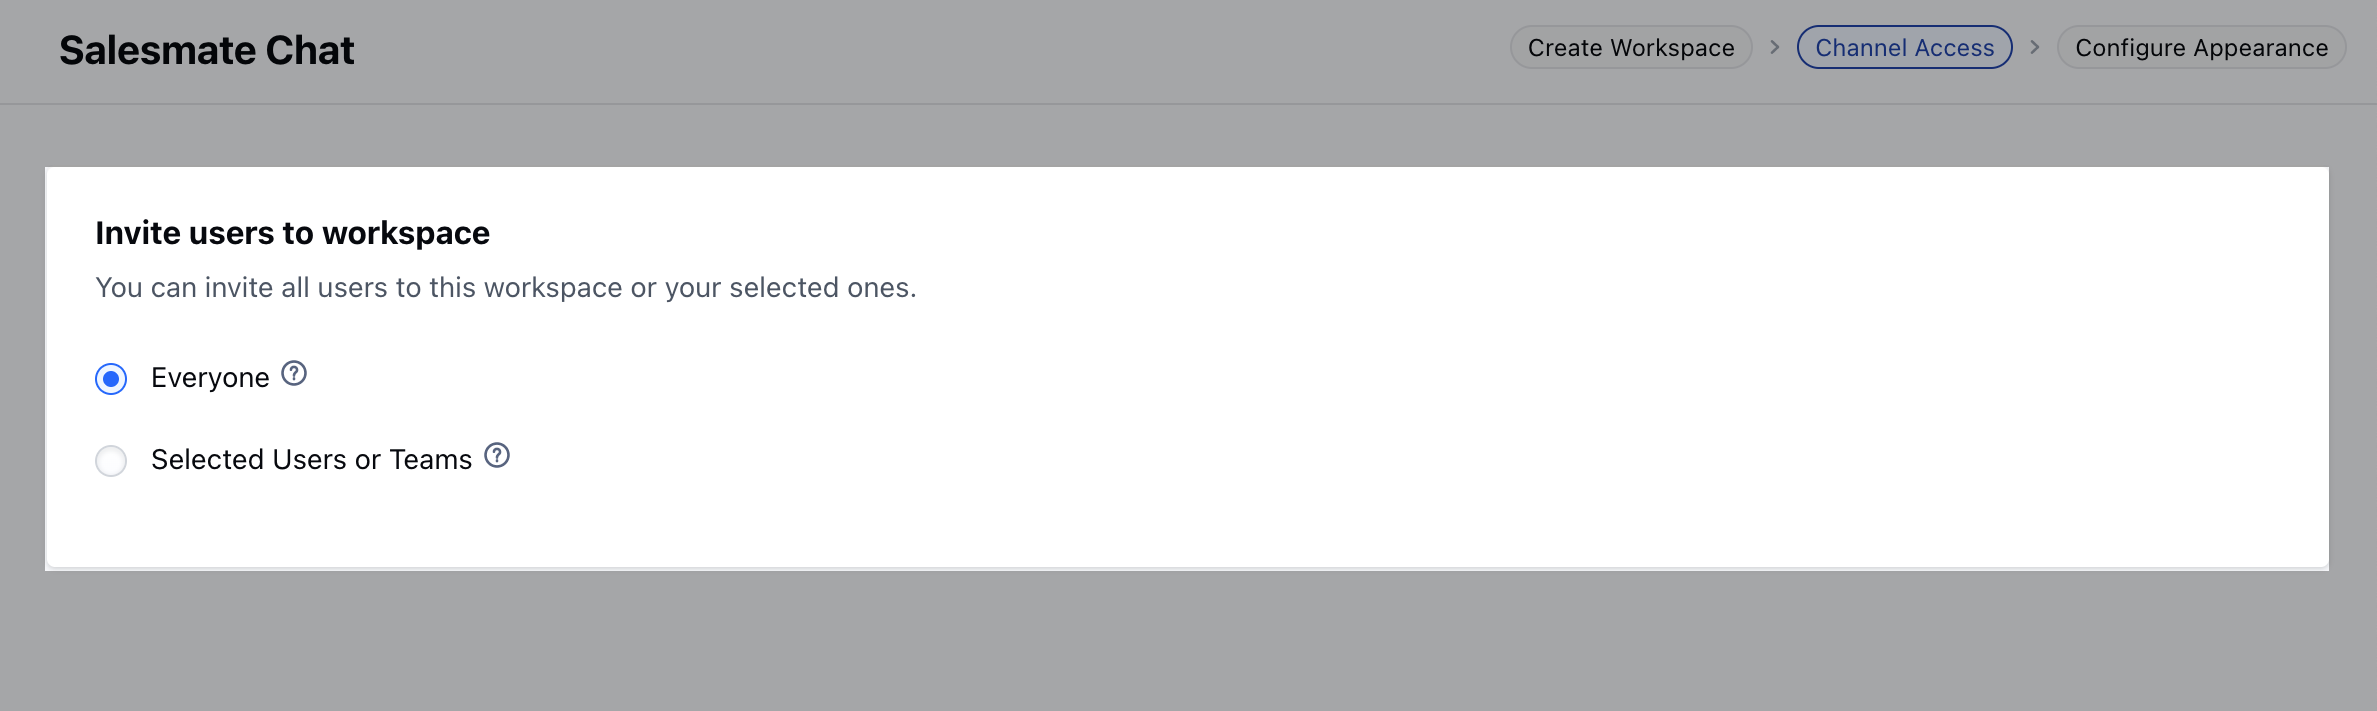 Salesmate Chat
Create Workspace > Channel Access > Configure Appearance
Invite users to workspace
You can invite all users to this workspace or your selected ones.
Everyone ?
Selected Users or Teams ?